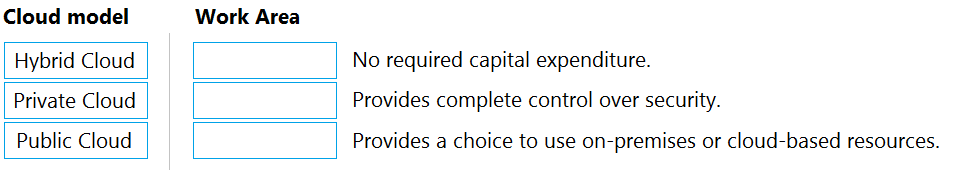 Cloud model Work Area
Hybrid Cloud No required capital expenditure.
Private Cloud Provides complete control over security.
Public Cloud Provides a choice to use on-premises or cloud-based resources.